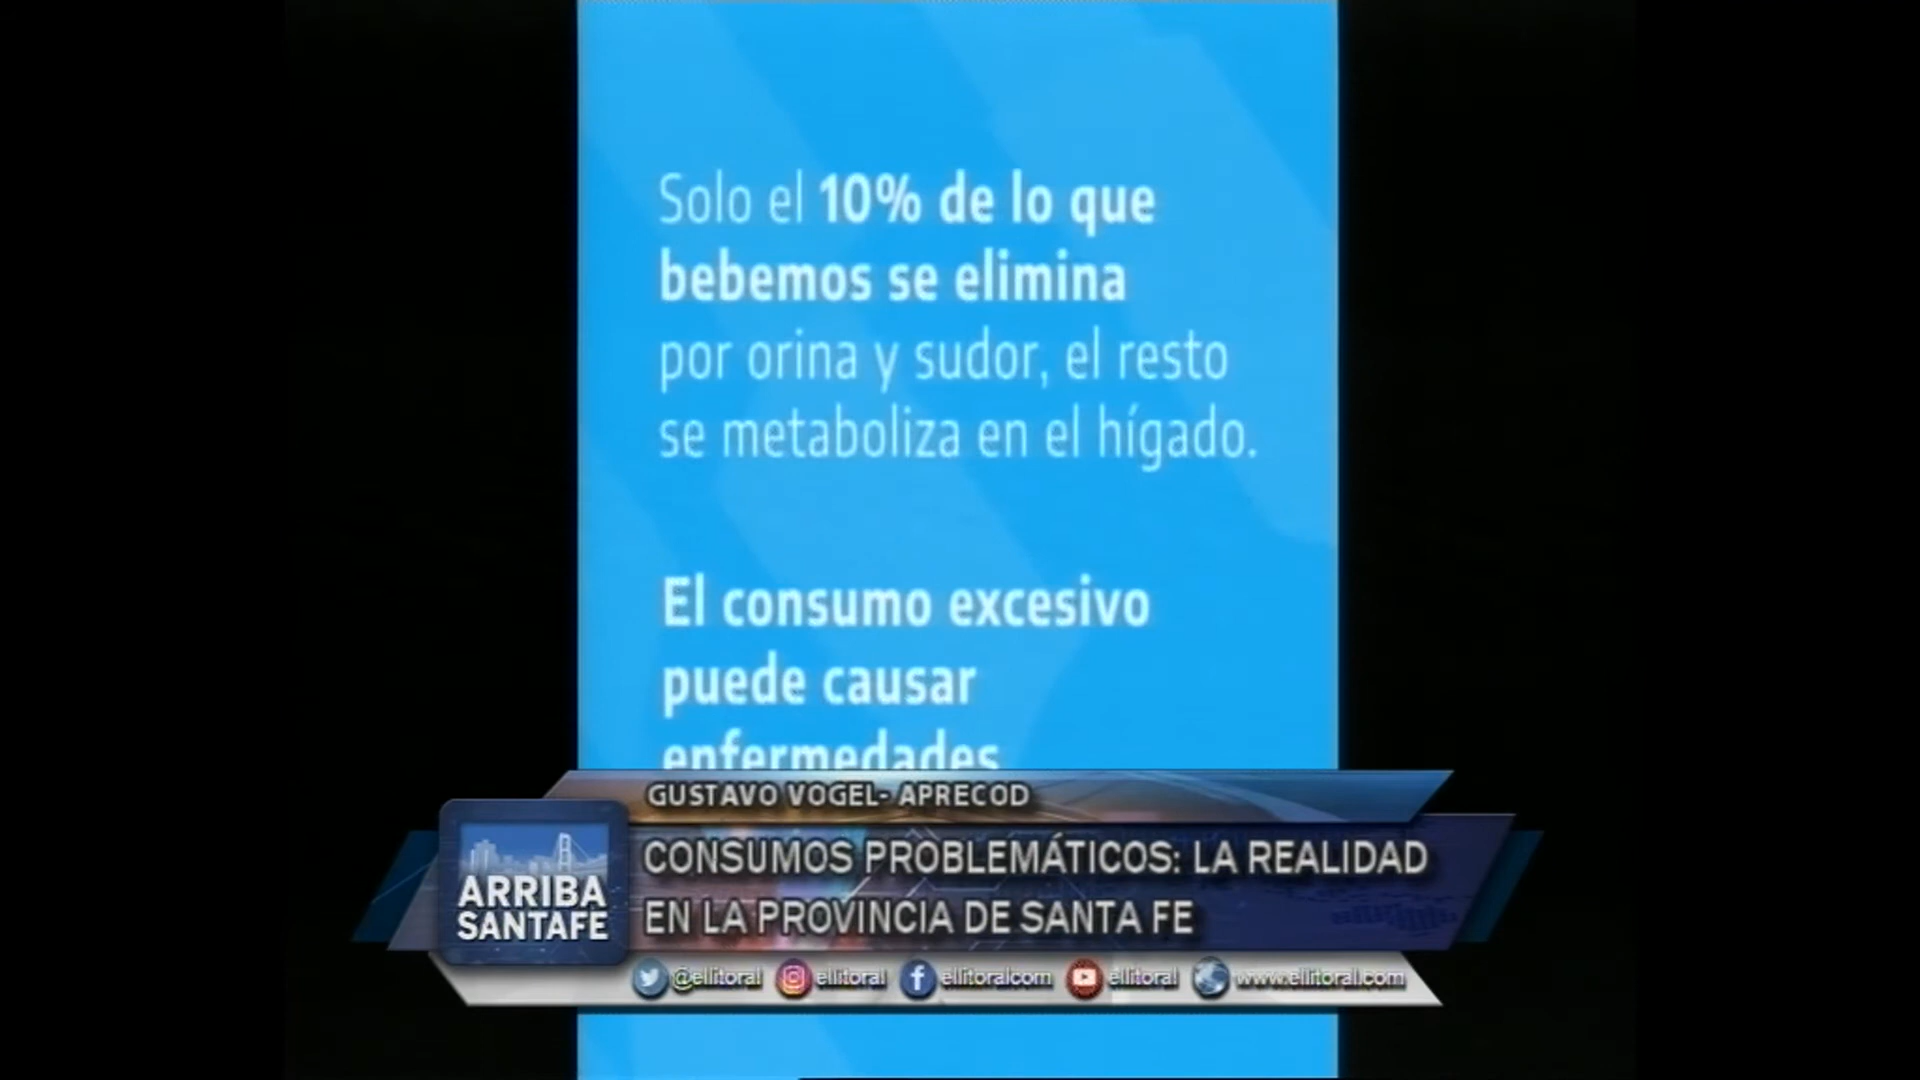 Solo el 10% de lo que
bebemos se elimina
por orina y sudor, el resto
se metaboliza en el hígado.
El consumo excesivo
puede causar
enfermedades
GUSTAVO VOGEL- APRECOD
CONSUMOS PROBLEMÁTICOS: LA REALIDAD
EN LA PROVINCIA DE SANTA FE
ARRIBA
SANTAFE
@ellitoral ellitoral ellitoralcom ellitoral www.ellitoral.com